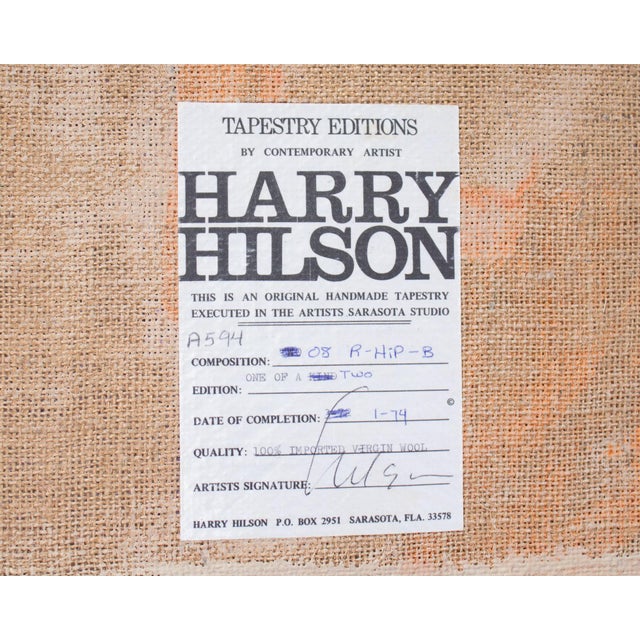 TAPESTRY EDITIONS
BY CONTEMPORARY ARTIST
HARRY
HILSON
THIS IS AN ORIGINAL HANDMADE TAPESTRY
EXECUTED IN THE ARTISTS SARASOTA STUDIO
A594
COMPOSITION: 08 R-HiP-B
EDITION: ONE OF A KIND TWO
DATE OF COMPLETION: 1-74
©
QUALITY: 100% IMPORTED VIRGIN WOOL
ARTISTS SIGNATURE: Hilson
HARRY HILSON P.O. BOX 2951 SARASOTA, FLA. 33578